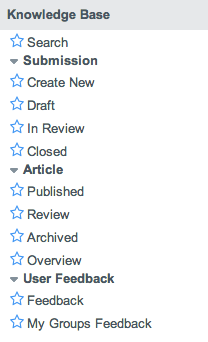 Knowledge Base
Search
Submission
Create New
Draft
In Review
Closed
Article
Published
Review
Archived
Overview
User Feedback
Feedback
My Groups Feedback